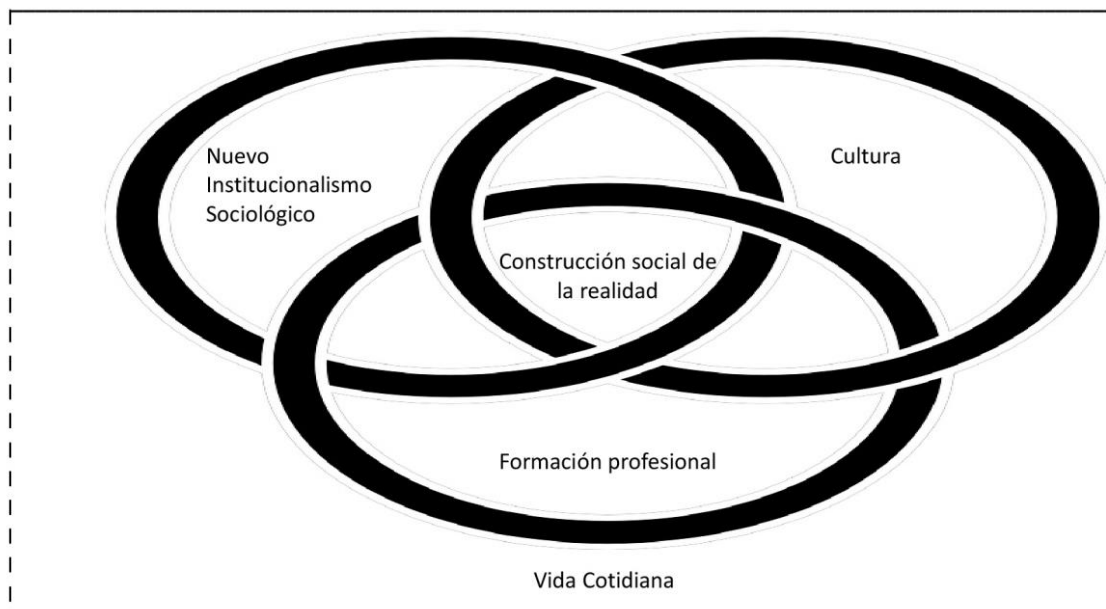 Nuevo
Institucionalismo
Sociológico
Cultura
Construcción social de
la realidad
Formación profesional
Vida Cotidiana